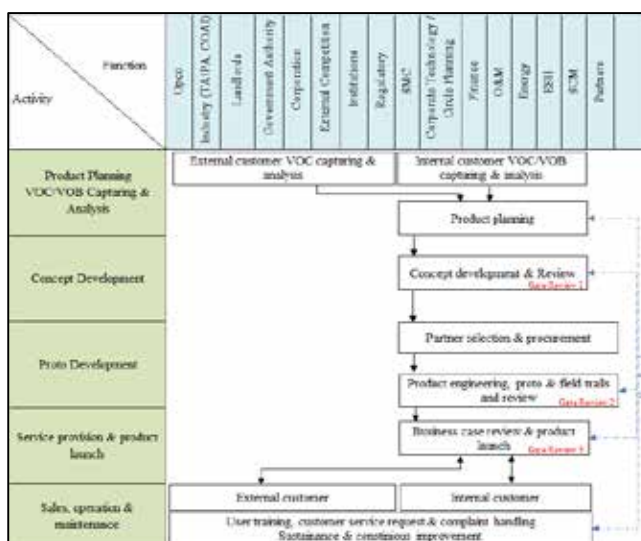 Function
Activity
Opco
Industry (TAIPA, COAI)
Landlords
Government Authority
Corporation
External Competition
Institutions
Regulatory
SMC
Corporate Technology /
Circle Planning
Finance
O&M
Energy
ESH
SCM
Partners
Product Planning
VOC/VOB Capturing &
Analysis
External customer VOC capturing &
analysis
Internal customer VOC/VOB
capturing & analysis
Product planning
Concept Development
Concept development & Review
Gate Review 1
Proto Development
Partner selection & procurement
Product engineering, proto & field trails
and review
Gate Review 2
Service provision & product
launch
Business case review & product
launch
Gate Review 3
Sales, operation &
maintenance
External customer
Internal customer
User training, customer service request & complaint handling
Sustainance & continuous improvement